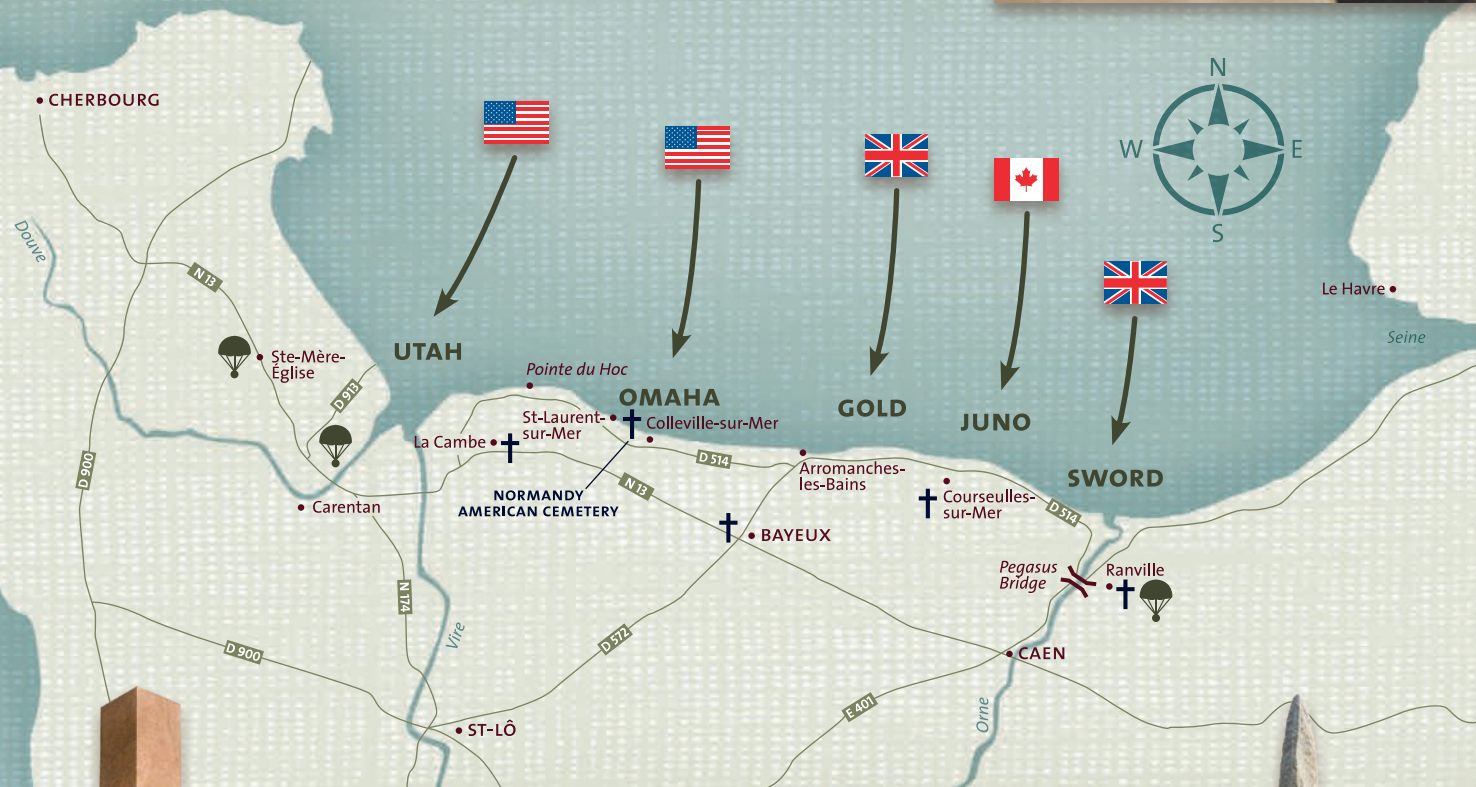 N
W
E
S
CHERBOURG
Douve
N 13
Le Havre
Seine
UTAH
Ste-Mère-
Église
Pointe du Hoc
D 913
OMAHA
GOLD
JUNO
St-Laurent-
sur-Mer
Colleville-sur-Mer
La Cambe
D 514
Arromanches-
les-Bains
SWORD
D 900
N 13
NORMANDY
AMERICAN CEMETERY
Carentan
Courseulles-
sur-Mer
D 514
BAYEUX
Pegasus
Bridge
Ranville
N 174
Vire
D 572
D 900
CAEN
E 401
Orne
ST-LÔ